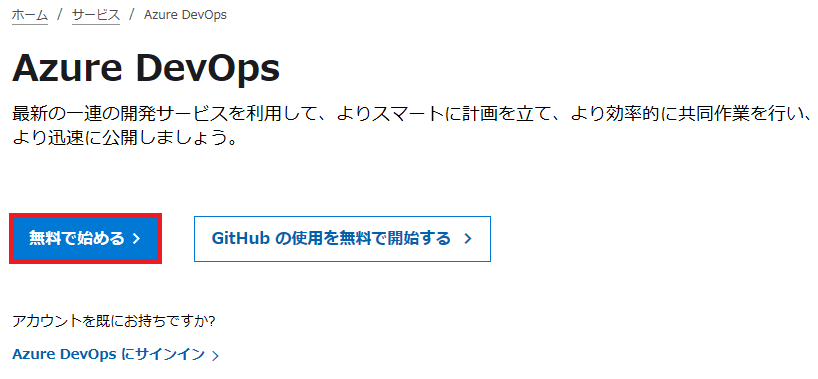 ホーム / サービス / Azure DevOps
Azure DevOps
最新の一連の開発サービスを利用して、よりスマートに計画を立て、より効率的に共同作業を行い、
より迅速に公開しましょう。
無料で始める > GitHub の使用を無料で開始する >
アカウントを既にお持ちですか?
Azure DevOps にサインイン >